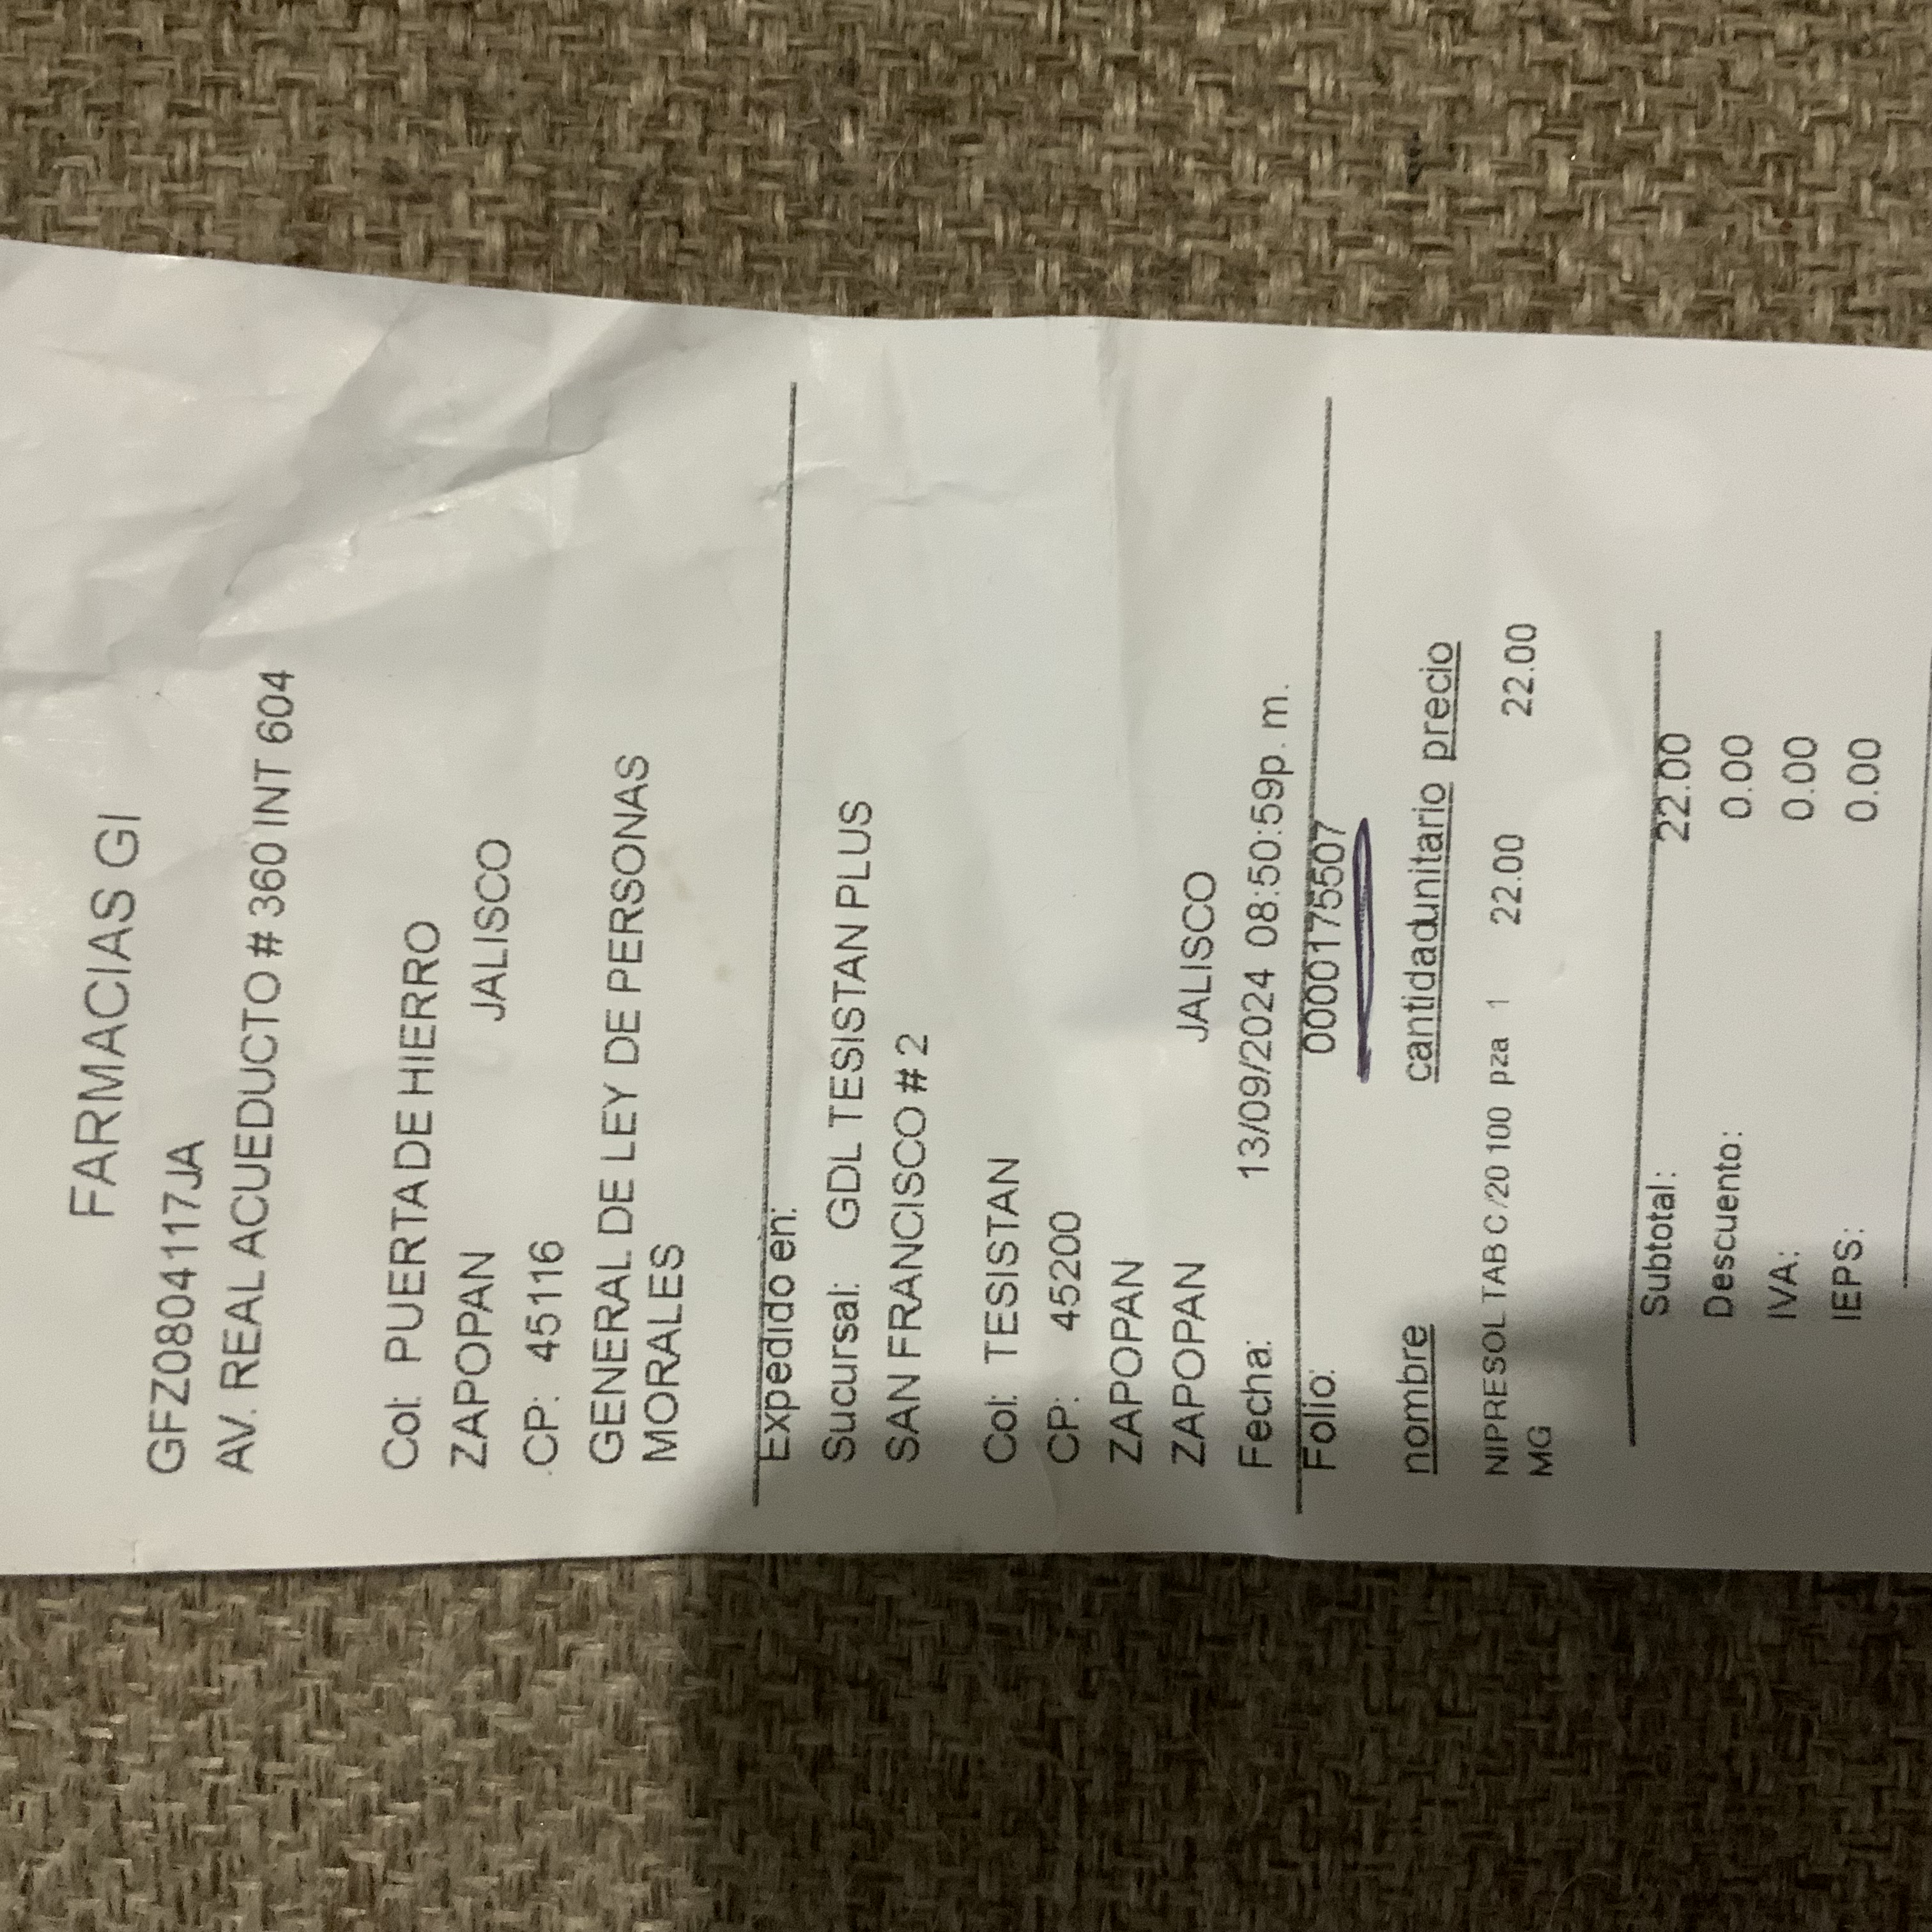 FARMACIAS GI
GFZ0804117JA
AV. REAL ACUEDUCTO # 360 INT 604
Col: PUERTA DE HIERRO
ZAPOPAN JALISCO
CP: 45116
GENERAL DE LEY DE PERSONAS
MORALES
Expedido en:
Sucursal: GDL TESISTAN PLUS
SAN FRANCISCO # 2
Col: TESISTAN
CP: 45200
ZAPOPAN
ZAPOPAN JALISCO
Fecha: 13/09/2024 08:50:59p. m.
Folio: 0000175507
nombre cantidadunitario precio
NIPRESOL TAB C/20 100 pza 1 22.00 22.00
MG
Subtotal: 22.00
Descuento: 0.00
IVA: 0.00
IEPS: 0.00